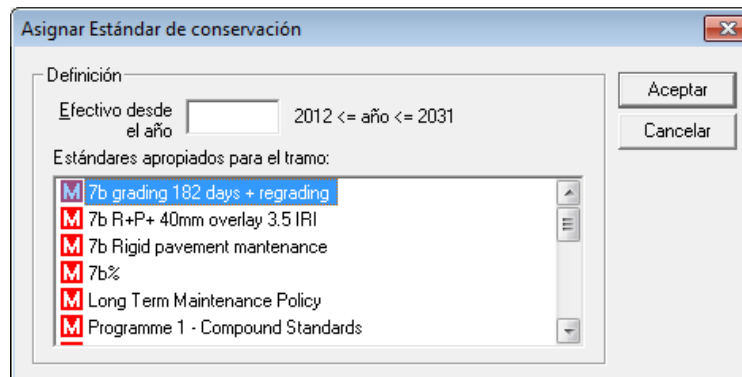 Asignar Estándar de conservación
Definición
Efectivo desde
el año
2012 <= año <= 2031
Aceptar
Cancelar
Estándares apropiados para el tramo:
M 7b grading 182 days + regrading
M 7b R+P+ 40mm overlay 3.5 IRI
M 7b Rigid pavement mantenance
M 7b%
M Long Term Maintenance Policy
M Programme 1 - Compound Standards